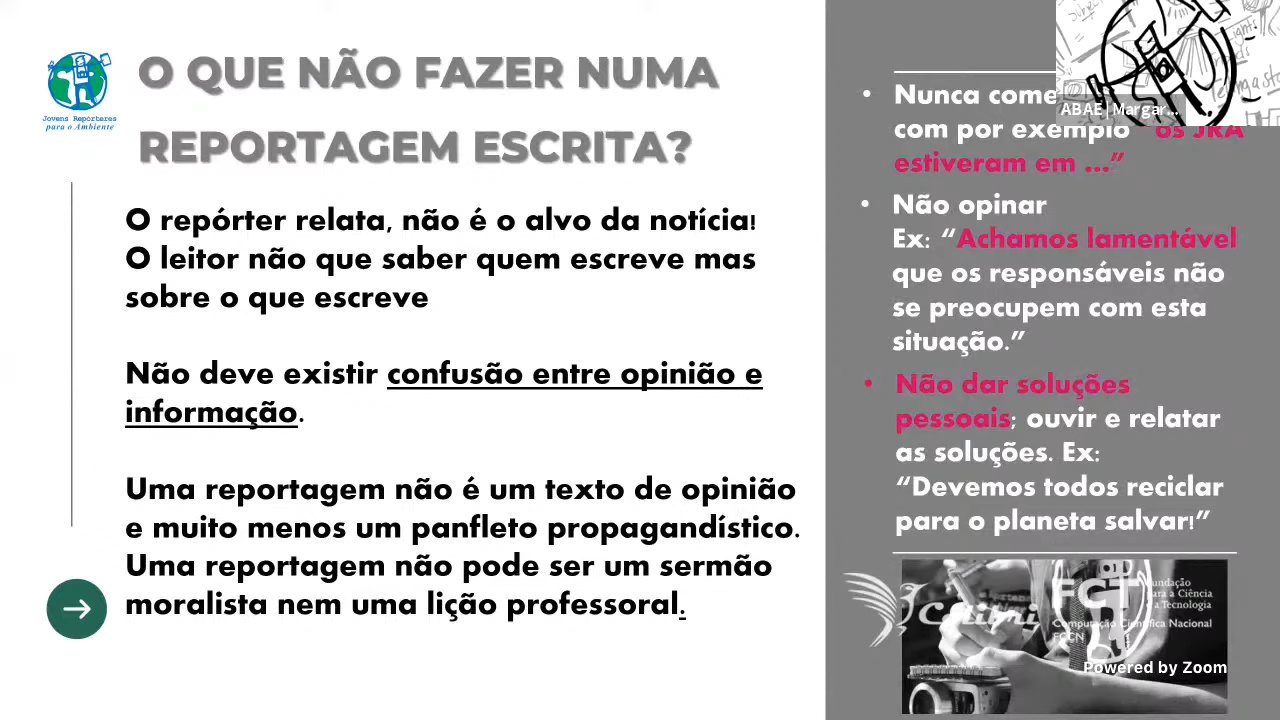 Jovens Repórteres
para o Ambiente
O QUE NÃO FAZER NUMA
REPORTAGEM ESCRITA?
O repórter relata, não é o alvo da notícia!
O leitor não que saber quem escreve mas
sobre o que escreve
Não deve existir confusão entre opinião e
informação.
Uma reportagem não é um texto de opinião
e muito menos um panfleto propagandístico.
Uma reportagem não pode ser um sermão
moralista nem uma lição professoral.
ABAE|Margar...
• Nunca come
com por exemplo “os JRA
estiveram em ...”
• Não opinar
Ex: “Achamos lamentável
que os responsáveis não
se preocupem com esta
situação.”
• Não dar soluções
pessoais; ouvir e relatar
as soluções. Ex:
“Devemos todos reciclar
para o planeta salvar!”
Colibri
FCT Fundação
para a Ciência
e a Tecnologia
Computação Científica Nacional
FCCN
Powered by Zoom